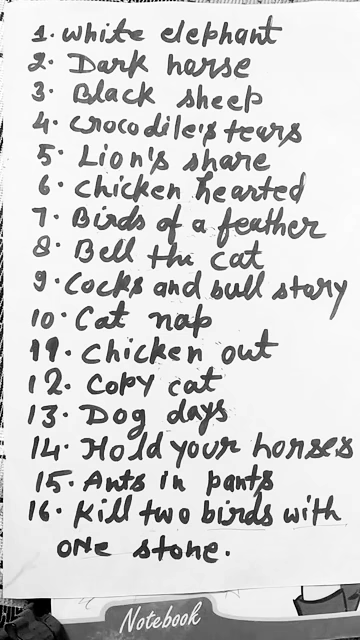 1. white elephant
2. Dark horse
3. Black sheep
4. Crocodile's tears
5. Lion's share
6. Chicken hearted
7. Birds of a feather
8. Bell the cat
9. Cocks and bull story
10. Cat nap
11. Chicken out
12. Copy cat
13. Dog days
14. Hold your horses
15. Ants in pants
16. Kill two birds with
one stone.
Notebook